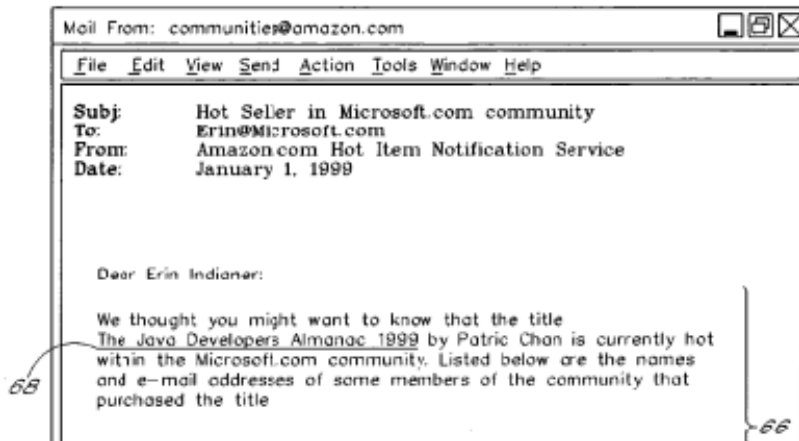 Mail From: communities@amazon.com
File Edit View Send Action Tools Window Help
Subj: Hot Seller in Microsoft.com community
To: Erin@Microsoft.com
From: Amazon.com Hot Item Notification Service
Date: January 1, 1999
Dear Erin Indianer:
We thought you might want to know that the title
The Java Developers Almanac 1999 by Patric Chan is currently hot
within the Microsoft.com community. Listed below are the names
and e-mail addresses of some members of the community that
purchased the title
68
66